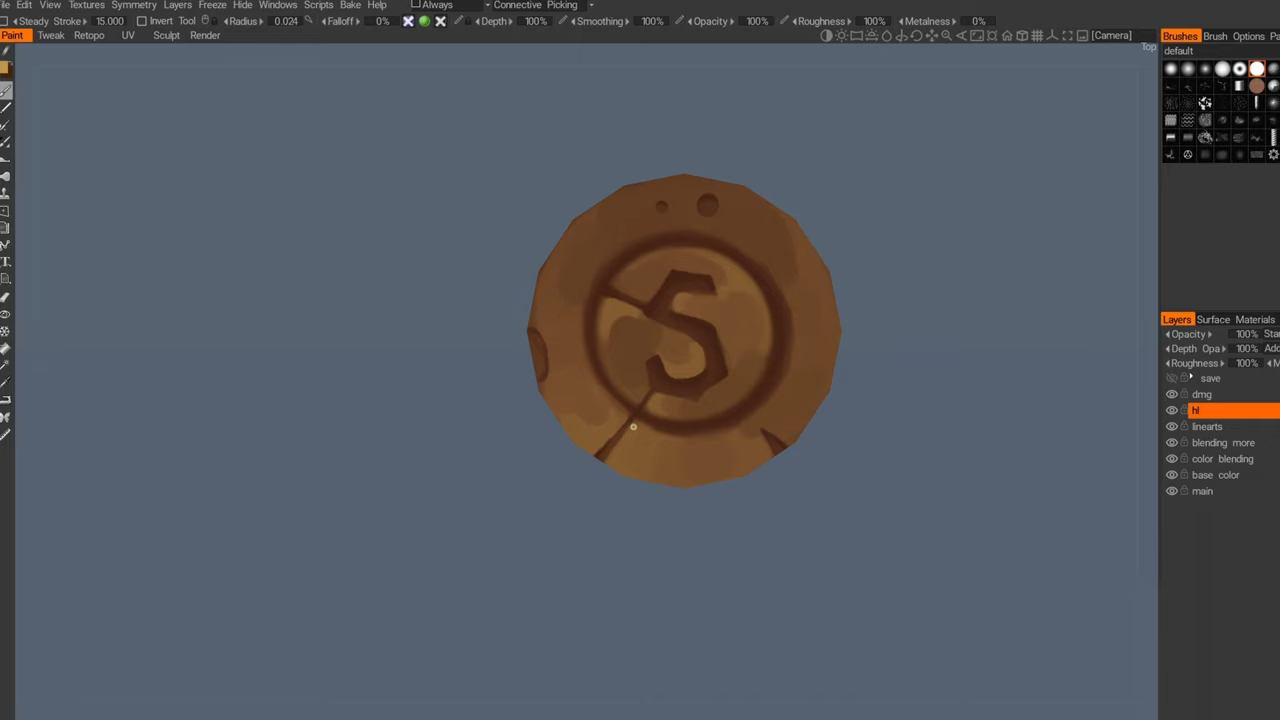 File Edit View Textures Symmetry Layers Freeze Hide Windows Scripts Bake Help Always Connective Picking
Steady Stroke 15.000 Invert Tool Radius 0.024 Falloff 0% Depth 100% Smoothing 100% Opacity 100% Roughness 100% Metalness 0%
Paint Tweak Retopo UV Sculpt Render [Camera] Brushes Brush Options
Top
default
S
Layers Surface Materials
Opacity 100%
Depth Opa 100%
Roughness 100%
save
dmg
hl
linearts
blending more
color blending
base color
main